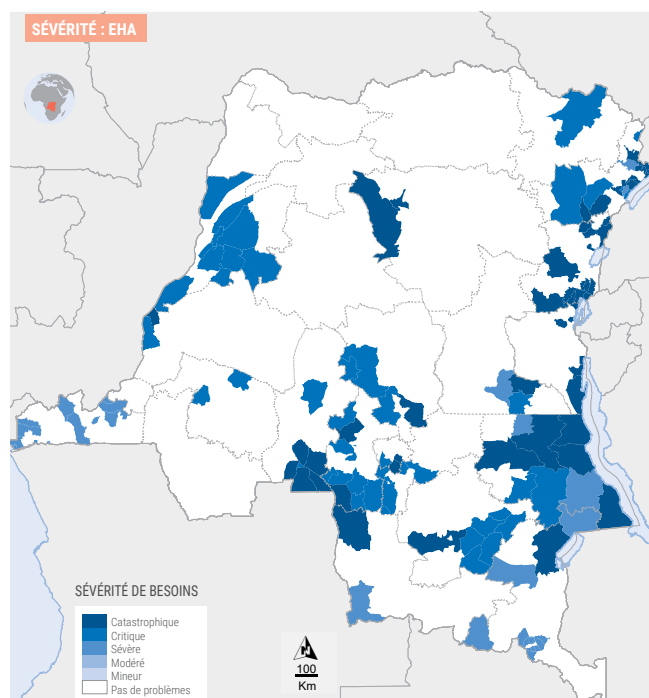 SÉVÉRITÉ : EHA
SÉVÉRITÉ DE BESOINS
Catastrophique
Critique
Sévère
Modéré
Mineur
Pas de problèmes
100
Km